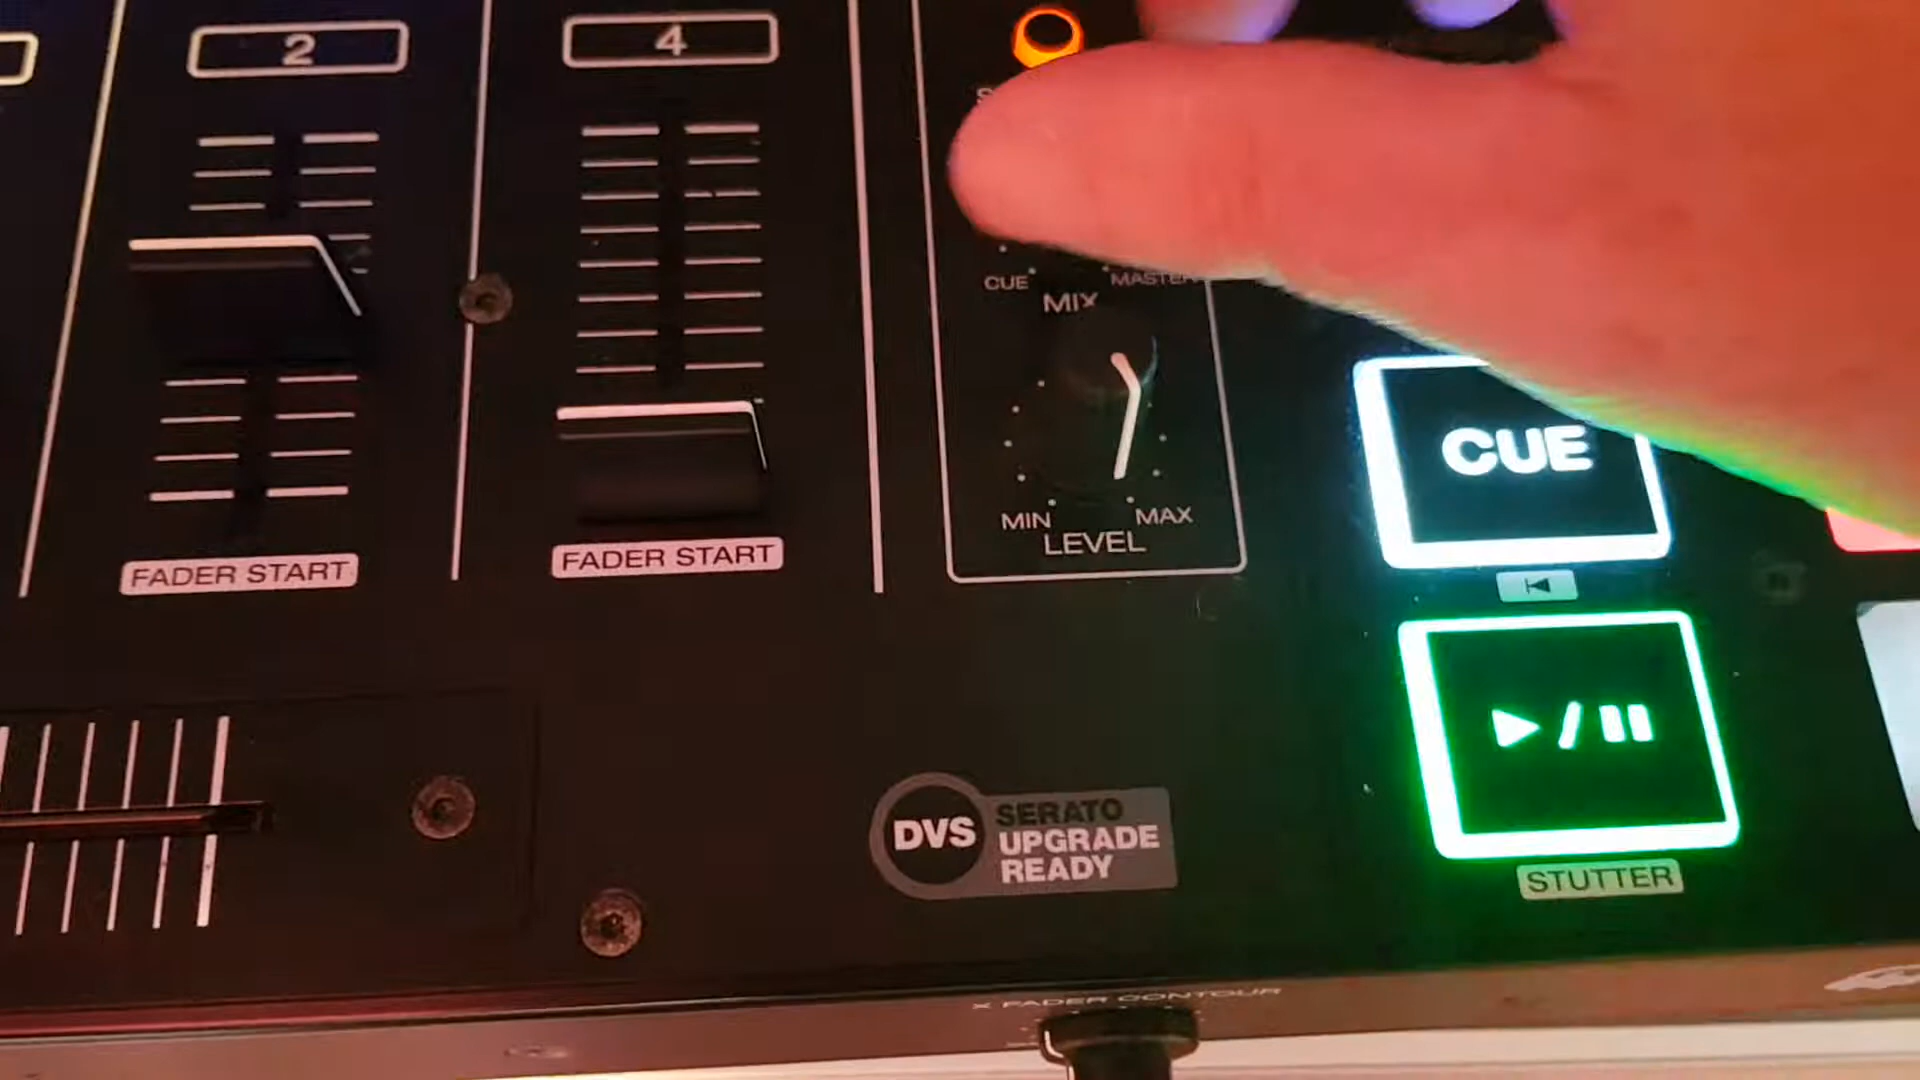 2
4
CUE
MASTER
MIX
MIN
MAX
LEVEL
CUE
FADER START
FADER START
STUTTER
DVS
SERATO
UPGRADE
READY
X FADER CONTOUR